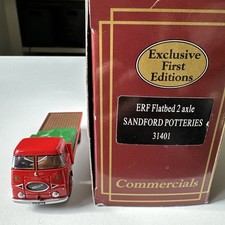 Exclusive
First
Editions
ERF Flatbed 2 axle
SANDFORD POTTERIES
31401
Commercials